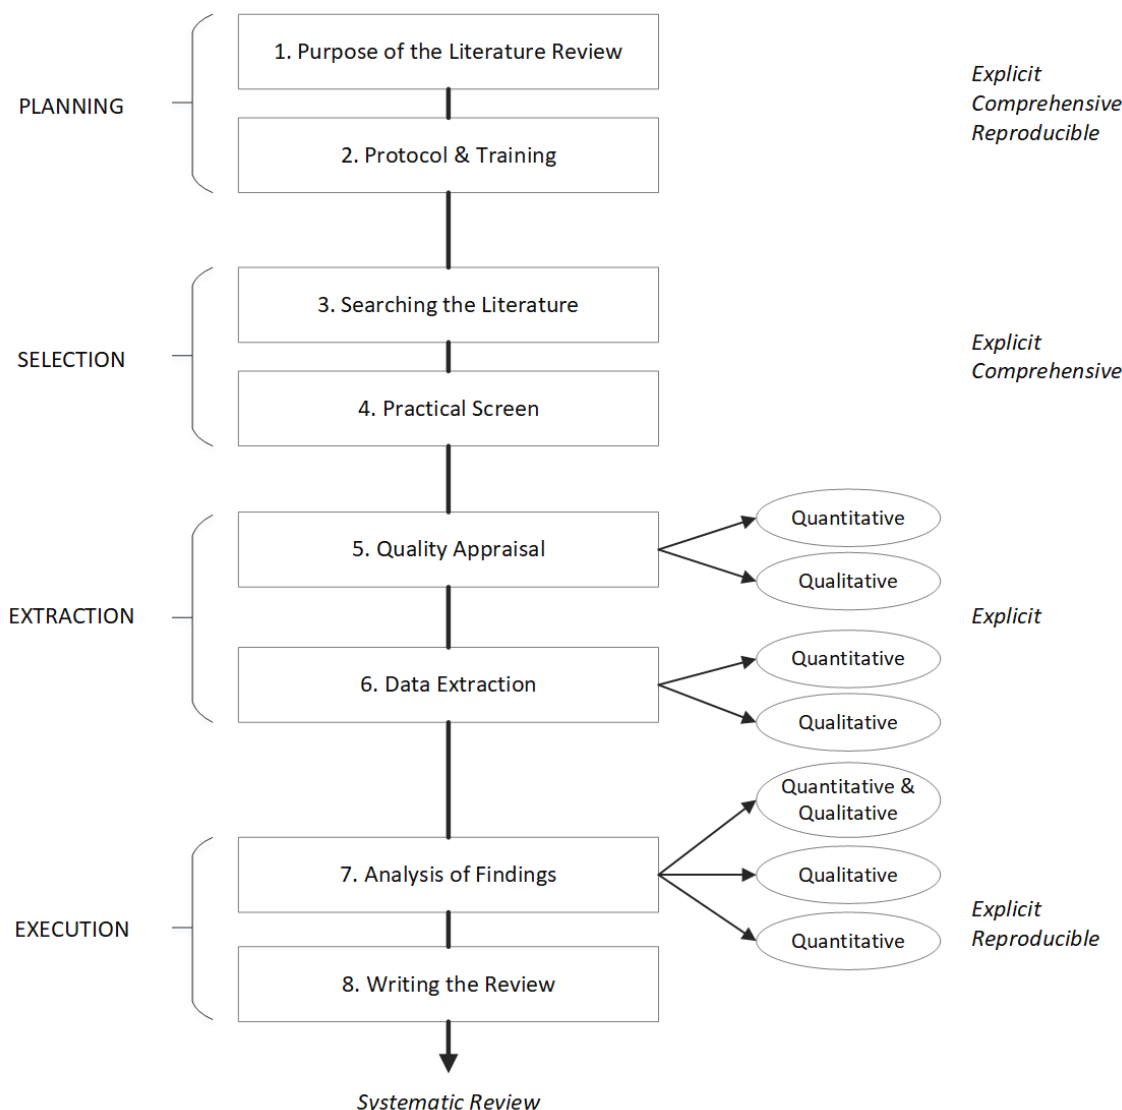 PLANNING
1. Purpose of the Literature Review
2. Protocol & Training
Explicit
Comprehensive
Reproducible
SELECTION
3. Searching the Literature
4. Practical Screen
Explicit
Comprehensive
EXTRACTION
5. Quality Appraisal
Quantitative
Qualitative
6. Data Extraction
Quantitative
Qualitative
Explicit
EXECUTION
7. Analysis of Findings
Quantitative &
Qualitative
Qualitative
Quantitative
8. Writing the Review
Explicit
Reproducible
Systematic Review